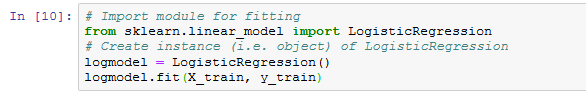 In [10]: # Import module for fitting
from sklearn.linear_model import LogisticRegression
# Create instance (i.e. object) of LogisticRegression
logmodel = LogisticRegression()
logmodel.fit(X_train, y_train)